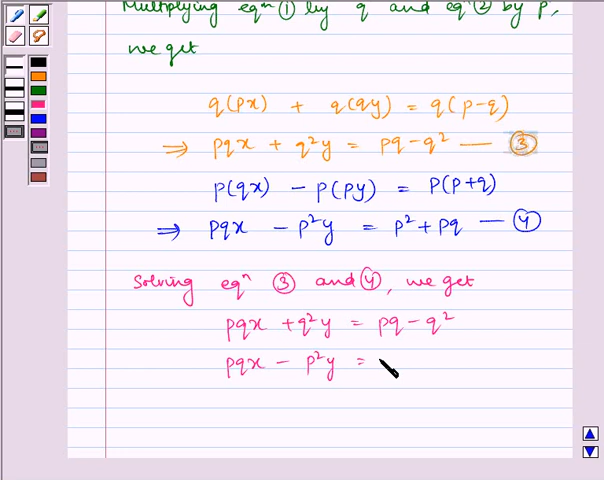 Multiplying eqⁿ ① by q and eqⁿ ② by p,
we get
q(px) + q(qy) = q(p-q)
⇒ pqx + q²y = pq - q² — ③
p(qx) - p(py) = p(p+q)
⇒ pqx - p²y = p² + pq — ④
Solving eqⁿ ③ and ④, we get
pqx + q²y = pq - q²
pqx - p²y =